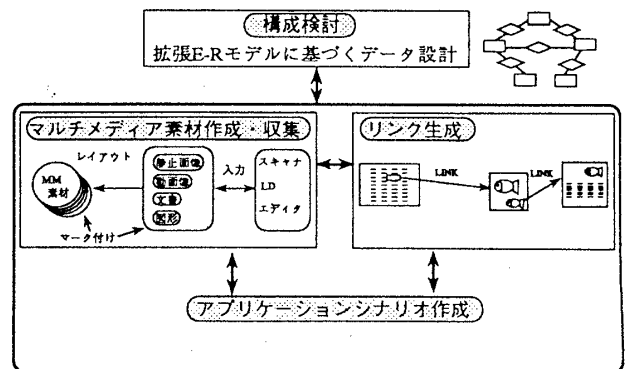 構成検討
拡張E-Rモデルに基づくデータ設計
マルチメディア素材作成・収集
リンク生成
レイアウト
MM
素材
静止画像
動画像
文書
図形
マーク付け
入力
スキャナ
LD
エディタ
LINK
LINK
アプリケーションシナリオ作成